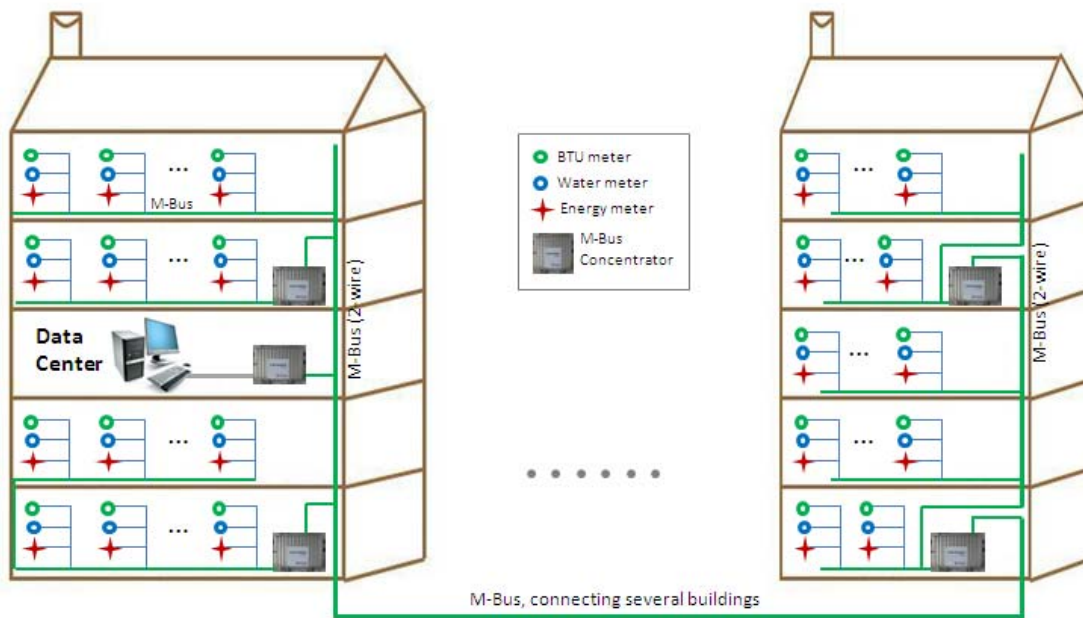 BTU meter
Water meter
Energy meter
M-Bus
Concentrator
M-Bus
M-Bus (2-wire)
Data
Center
M-Bus (2-wire)
M-Bus, connecting several buildings